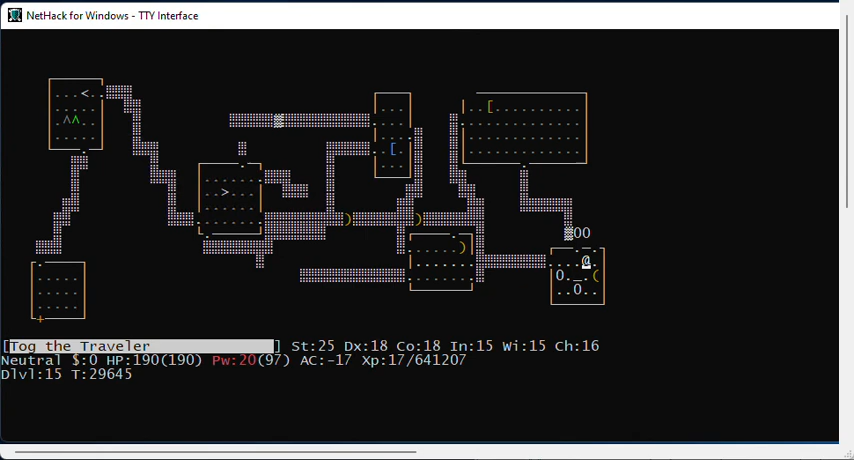 NetHack for Windows - TTY Interface
[Tog the Traveler] St:25 Dx:18 Co:18 In:15 Wi:15 Ch:16
Neutral $:0 HP:190(190) Pw:20(97) AC:-17 Xp:17/641207
Dlvl:15 T:29645